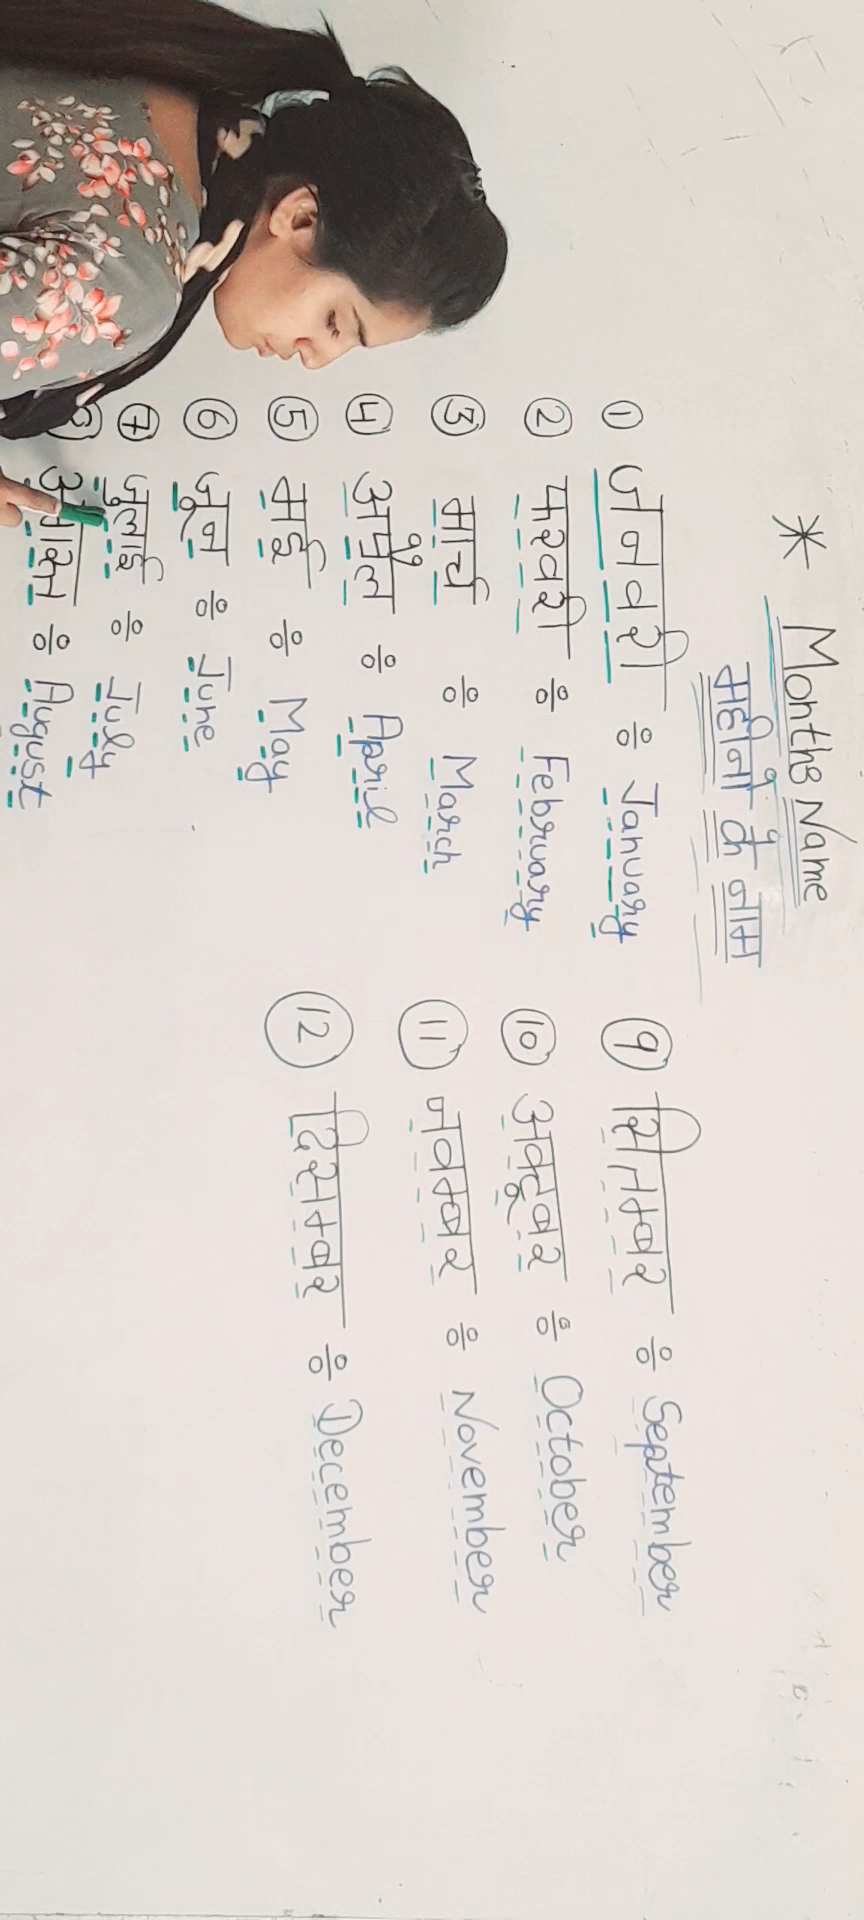 * Months Name
महीनो के नाम
① जनवरी ÷ January
② फरवरी ÷ February
③ मार्च ÷ March
④ अप्रैल ÷ April
⑤ मई ÷ May
⑥ जून ÷ June
⑦ जुलाई ÷ July
⑧ ÷ August
⑨ सितम्बर ÷ September
⑩ अक्टूबर ÷ October
⑪ नवम्बर ÷ November
⑫ दिसम्बर ÷ December